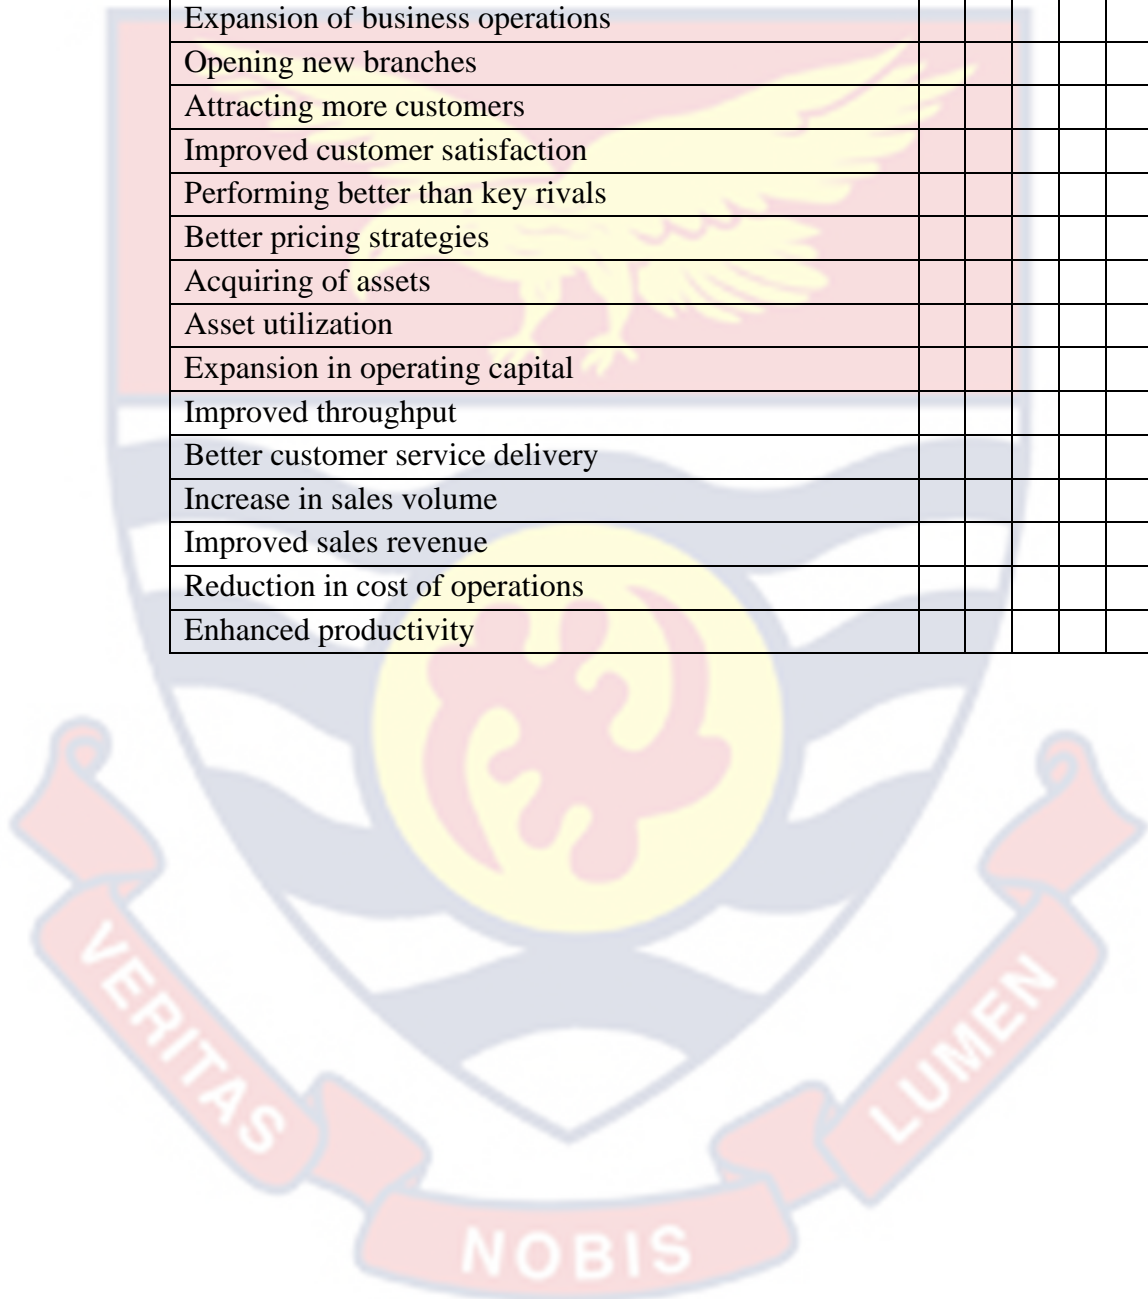 Expansion of business operations
Opening new branches
Attracting more customers
Improved customer satisfaction
Performing better than key rivals
Better pricing strategies
Acquiring of assets
Asset utilization
Expansion in operating capital
Improved throughput
Better customer service delivery
Increase in sales volume
Improved sales revenue
Reduction in cost of operations
Enhanced productivity
VERITAS
NOBIS
LUMEN